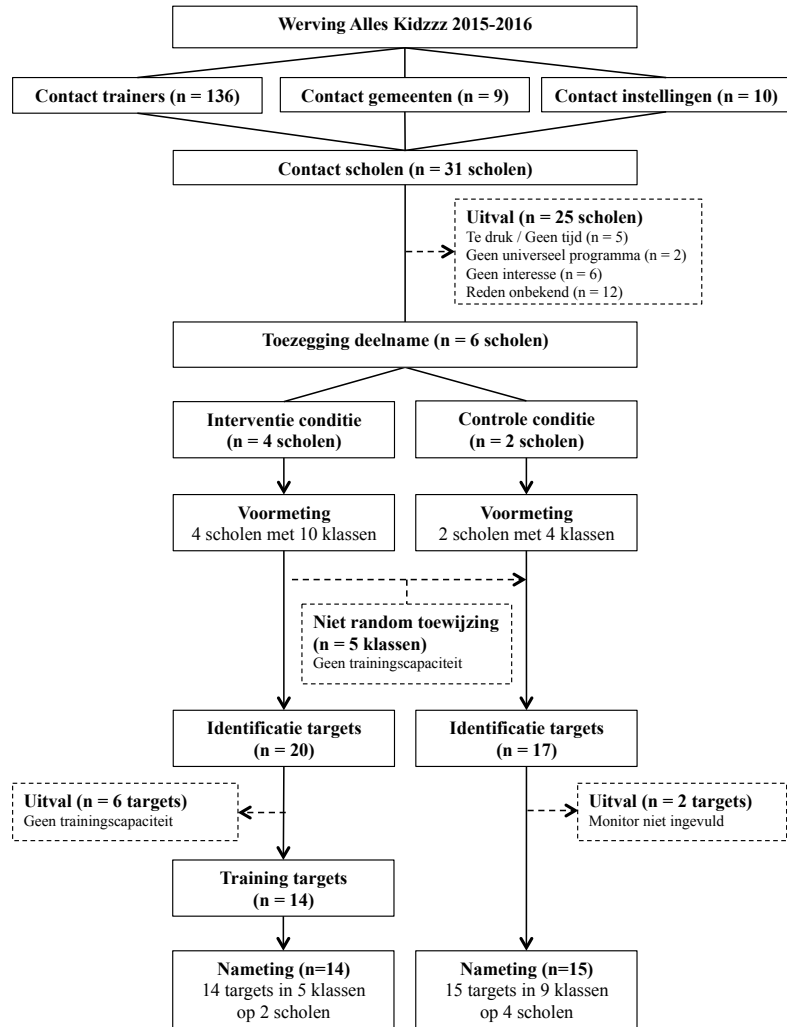 Werving Alles Kidzzz 2015-2016
Contact trainers (n = 136)
Contact gemeenten (n = 9)
Contact instellingen (n = 10)
Contact scholen (n = 31 scholen)
Uitval (n = 25 scholen)
Te druk / Geen tijd (n = 5)
Geen universeel programma (n = 2)
Geen interesse (n = 6)
Reden onbekend (n = 12)
Toezegging deelname (n = 6 scholen)
Interventie conditie
(n = 4 scholen)
Controle conditie
(n = 2 scholen)
Voormeting
4 scholen met 10 klassen
Voormeting
2 scholen met 4 klassen
Niet random toewijzing
(n = 5 klassen)
Geen trainingscapaciteit
Identificatie targets
(n = 20)
Identificatie targets
(n = 17)
Uitval (n = 6 targets)
Geen trainingscapaciteit
Uitval (n = 2 targets)
Monitor niet ingevuld
Training targets
(n = 14)
Nameting (n=14)
14 targets in 5 klassen
op 2 scholen
Nameting (n=15)
15 targets in 9 klassen
op 4 scholen